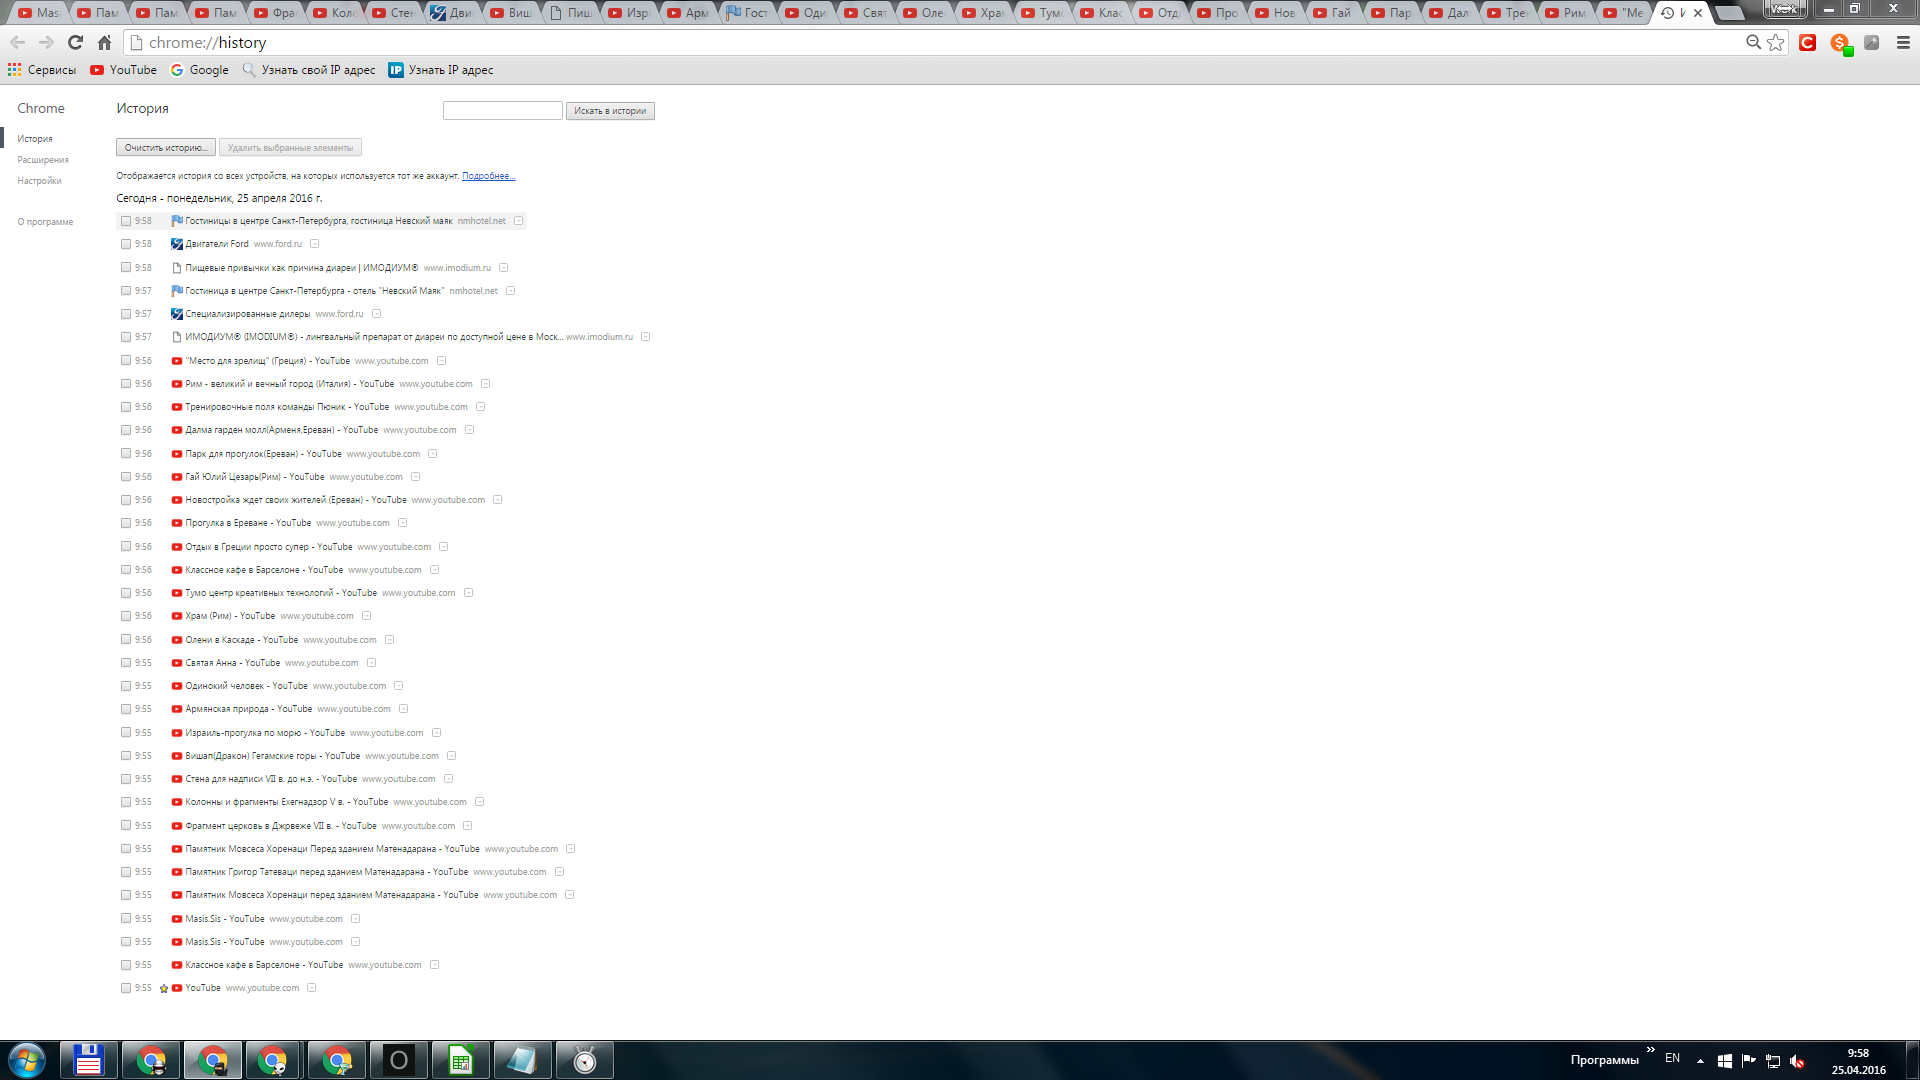 Masi
Пам
Пам
Пам
Фра
Коло
Стен
Дви
Виш
Пищ
Изр
Арм
Гост
Оди
Свят
Оле
Хра
Тумо
Клас
Отд
Про
Нов
Гай
Пар
Дал
Тре
Рим
"Ме
chrome://history
Сервисы YouTube Google Узнать свой IP адрес IP Узнать IP адрес
Chrome
История
Расширения
Настройки
О программе
История Искать в истории
Очистить историю... Удалить выбранные элементы
Отображается история со всех устройств, на которых используется тот же аккаунт. Подробнее...
Сегодня - понедельник, 25 апреля 2016 г.
9:58 Гостиницы в центре Санкт-Петербурга, гостиница Невский маяк nmhotel.net
9:58 Двигатели Ford www.ford.ru
9:58 Пищевые привычки как причина диареи | ИМОДИУМ® www.imodium.ru
9:57 Гостиница в центре Санкт-Петербурга - отель "Невский Маяк" nmhotel.net
9:57 Специализированные дилеры www.ford.ru
9:57 ИМОДИУМ® (IMODIUM®) - лингвальный препарат от диареи по доступной цене в Моск... www.imodium.ru
9:56 "Место для зрелищ" (Греция) - YouTube www.youtube.com
9:56 Рим - великий и вечный город (Италия) - YouTube www.youtube.com
9:56 Тренировочные поля команды Пюник - YouTube www.youtube.com
9:56 Далма гарден молл(Арменя,Ереван) - YouTube www.youtube.com
9:56 Парк для прогулок(Ереван) - YouTube www.youtube.com
9:56 Гай Юлий Цезарь(Рим) - YouTube www.youtube.com
9:56 Новостройка ждет своих жителей (Ереван) - YouTube www.youtube.com
9:56 Прогулка в Ереване - YouTube www.youtube.com
9:56 Отдых в Греции просто супер - YouTube www.youtube.com
9:56 Классное кафе в Барселоне - YouTube www.youtube.com
9:56 Тумо центр креативных технологий - YouTube www.youtube.com
9:56 Храм (Рим) - YouTube www.youtube.com
9:56 Олени в Каскаде - YouTube www.youtube.com
9:55 Святая Анна - YouTube www.youtube.com
9:55 Одинокий человек - YouTube www.youtube.com
9:55 Армянская природа - YouTube www.youtube.com
9:55 Израиль-прогулка по морю - YouTube www.youtube.com
9:55 Вишап(Дракон) Гегамские горы - YouTube www.youtube.com
9:55 Стена для надписи VII в. до н.э. - YouTube www.youtube.com
9:55 Колонны и фрагменты Ехегнадзор V в. - YouTube www.youtube.com
9:55 Фрагмент церковь в Джрвеже VII в. - YouTube www.youtube.com
9:55 Памятник Мовсеса Хоренаци Перед зданием Матенадарана - YouTube www.youtube.com
9:55 Памятник Григор Татеваци перед зданием Матенадарана - YouTube www.youtube.com
9:55 Памятник Мовсеса Хоренаци перед зданием Матенадарана - YouTube www.youtube.com
9:55 Masis.Sis - YouTube www.youtube.com
9:55 Masis.Sis - YouTube www.youtube.com
9:55 Классное кафе в Барселоне - YouTube www.youtube.com
9:55 YouTube www.youtube.com
Программы » EN 9:58
25.04.2016